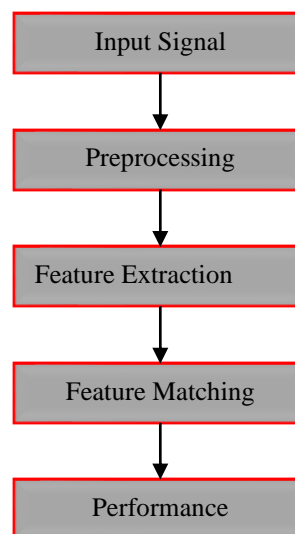 Input Signal
Preprocessing
Feature Extraction
Feature Matching
Performance